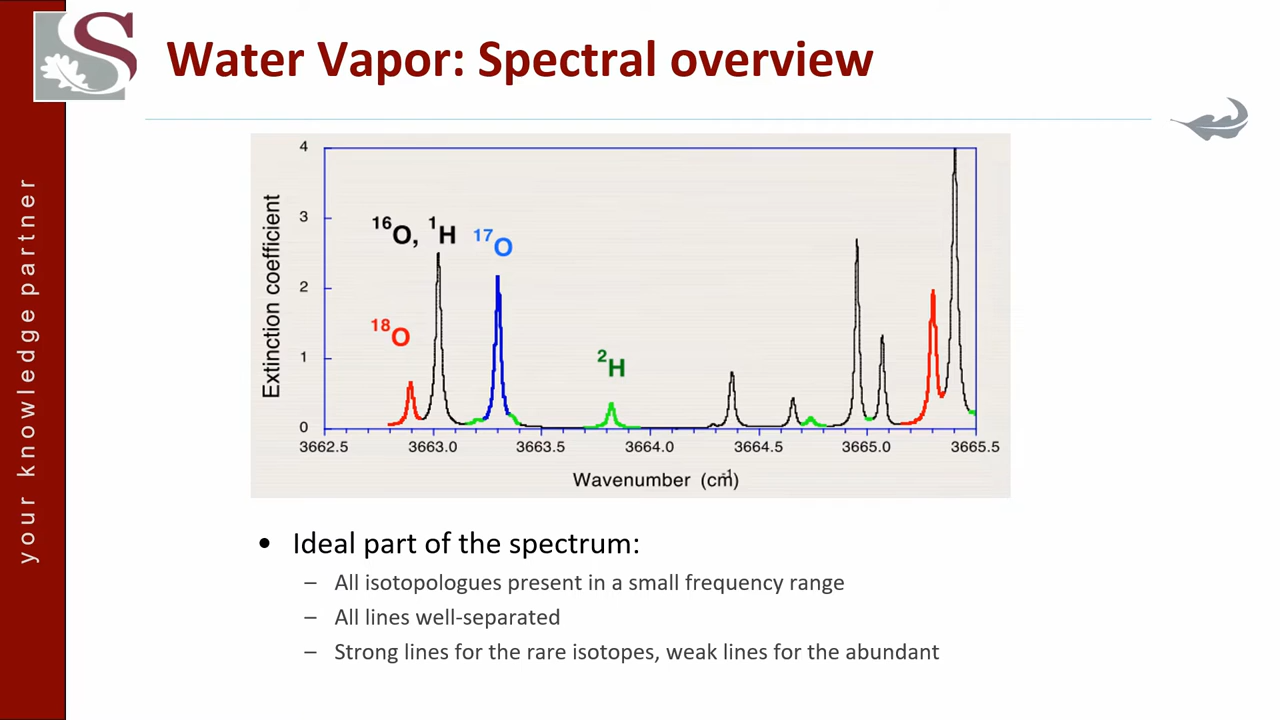 S
Water Vapor: Spectral overview
your knowledge partner
4
3
2
1
0
Extinction coefficient
¹⁶O, ¹H
¹⁷O
¹⁸O
²H
3662.5 3663.0 3663.5 3664.0 3664.5 3665.0 3665.5
Wavenumber (cm⁻¹)
• Ideal part of the spectrum:
– All isotopologues present in a small frequency range
– All lines well-separated
– Strong lines for the rare isotopes, weak lines for the abundant